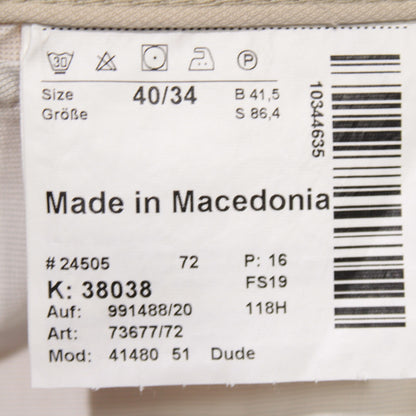 30 P
Size 40/34 B 41,5
Größe S 86,4
10344635
Made in Macedonia
# 24505 72 P: 16
K: 38038 FS19
Auf: 991488/20 118H
Art: 73677/72
Mod: 41480 51 Dude